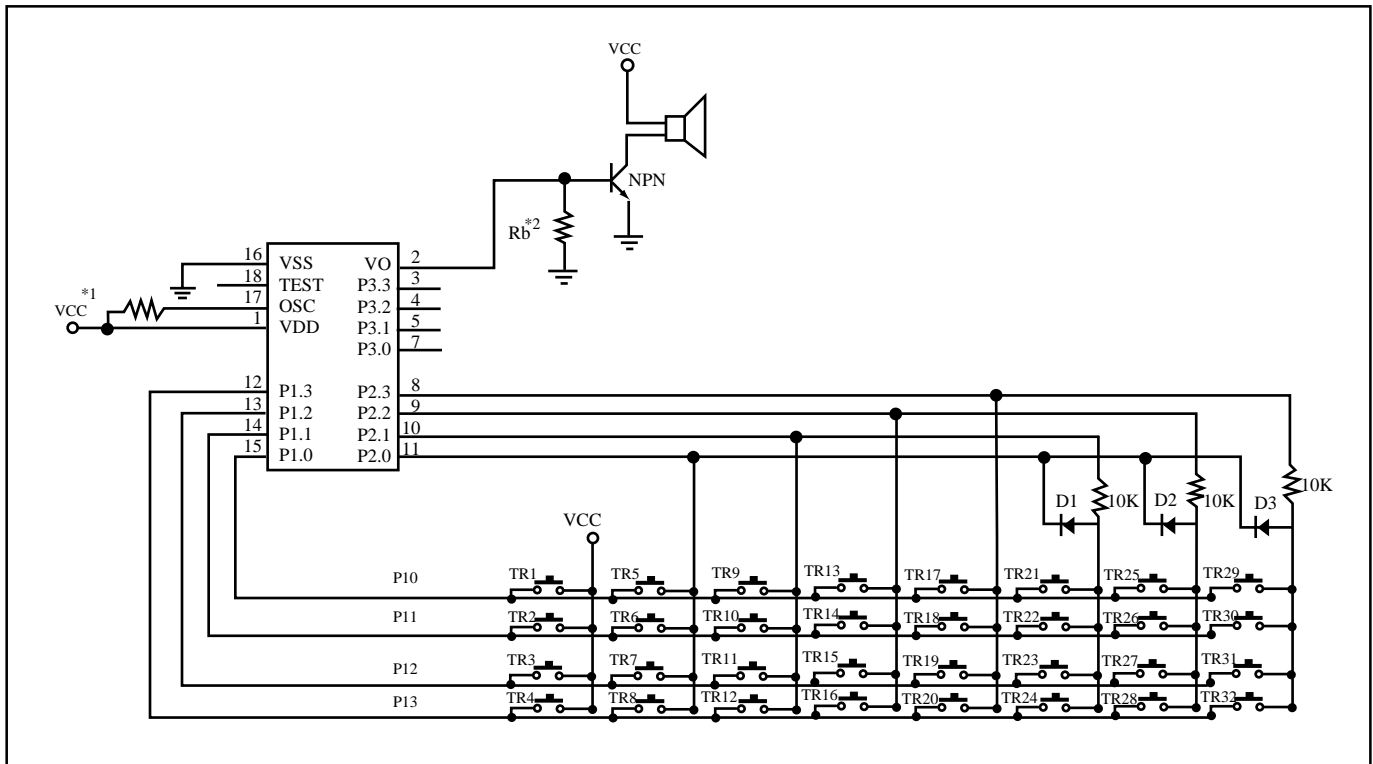 VCC
NPN
Rb*2
16 VSS VO 2
18 TEST P3.3 3
17 OSC P3.2 4
1 VDD P3.1 5
P3.0 7
VCC *1
12 P1.3 P2.3 8
13 P1.2 P2.2 9
14 P1.1 P2.1 10
15 P1.0 P2.0 11
D1 10K D2 10K D3 10K
VCC
P10 TR1 TR5 TR9 TR13 TR17 TR21 TR25 TR29
P11 TR2 TR6 TR10 TR14 TR18 TR22 TR26 TR30
P12 TR3 TR7 TR11 TR15 TR19 TR23 TR27 TR31
P13 TR4 TR8 TR12 TR16 TR20 TR24 TR28 TR32